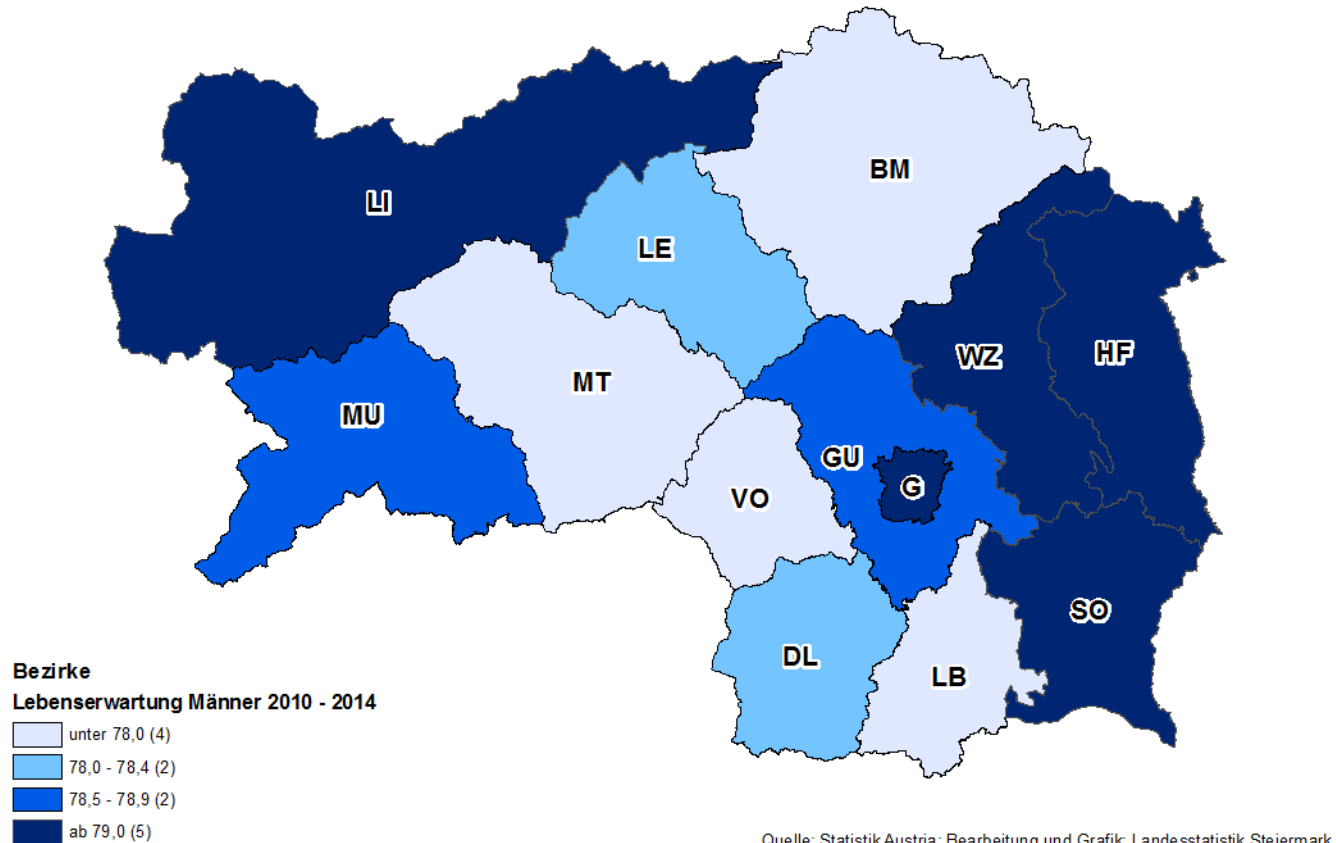 BM
LI
LE
WZ
HF
MT
MU
GU
G
VO
SO
DL
LB
Bezirke
Lebenserwartung Männer 2010 - 2014
unter 78,0 (4)
78,0 - 78,4 (2)
78,5 - 78,9 (2)
ab 79,0 (5)
Quelle: Statistik Austria; Bearbeitung und Grafik: Landesstatistik Steiermark